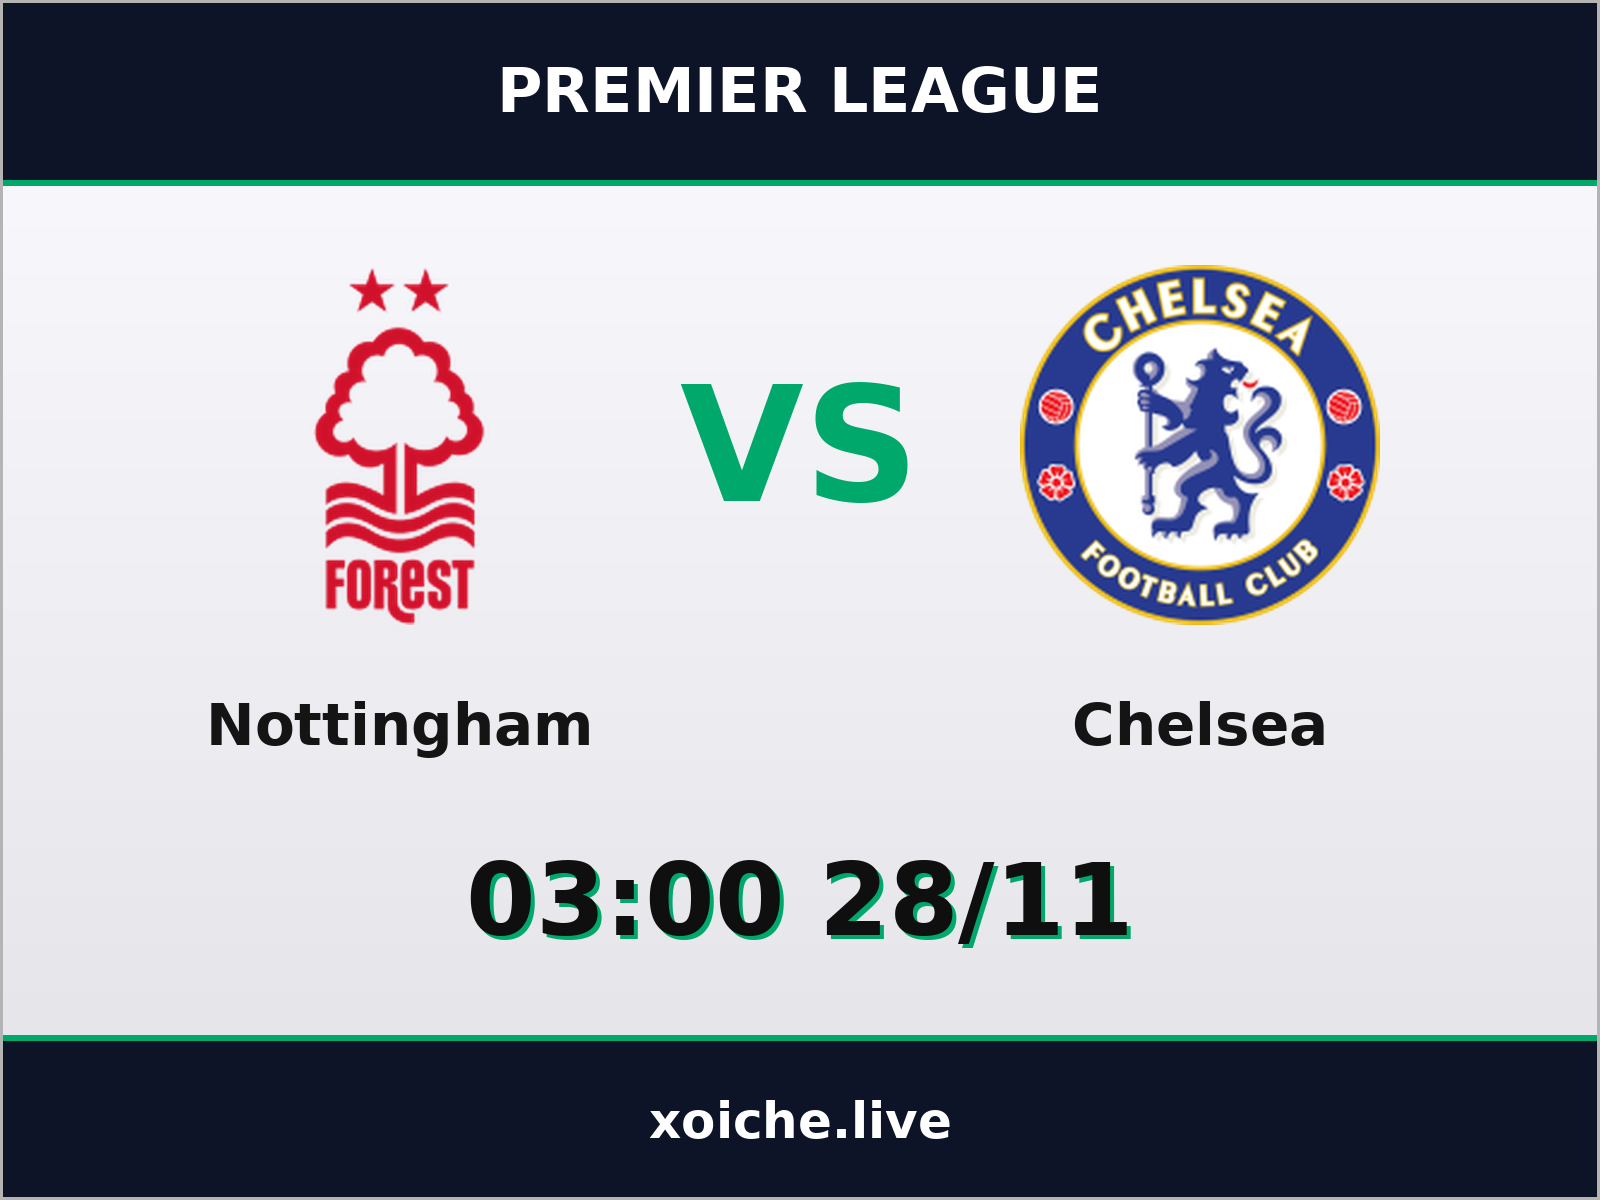 PREMIER LEAGUE
FOREST
CHELSEA
FOOTBALL CLUB
VS
Nottingham
Chelsea
03:00 28/11
xoiche.live